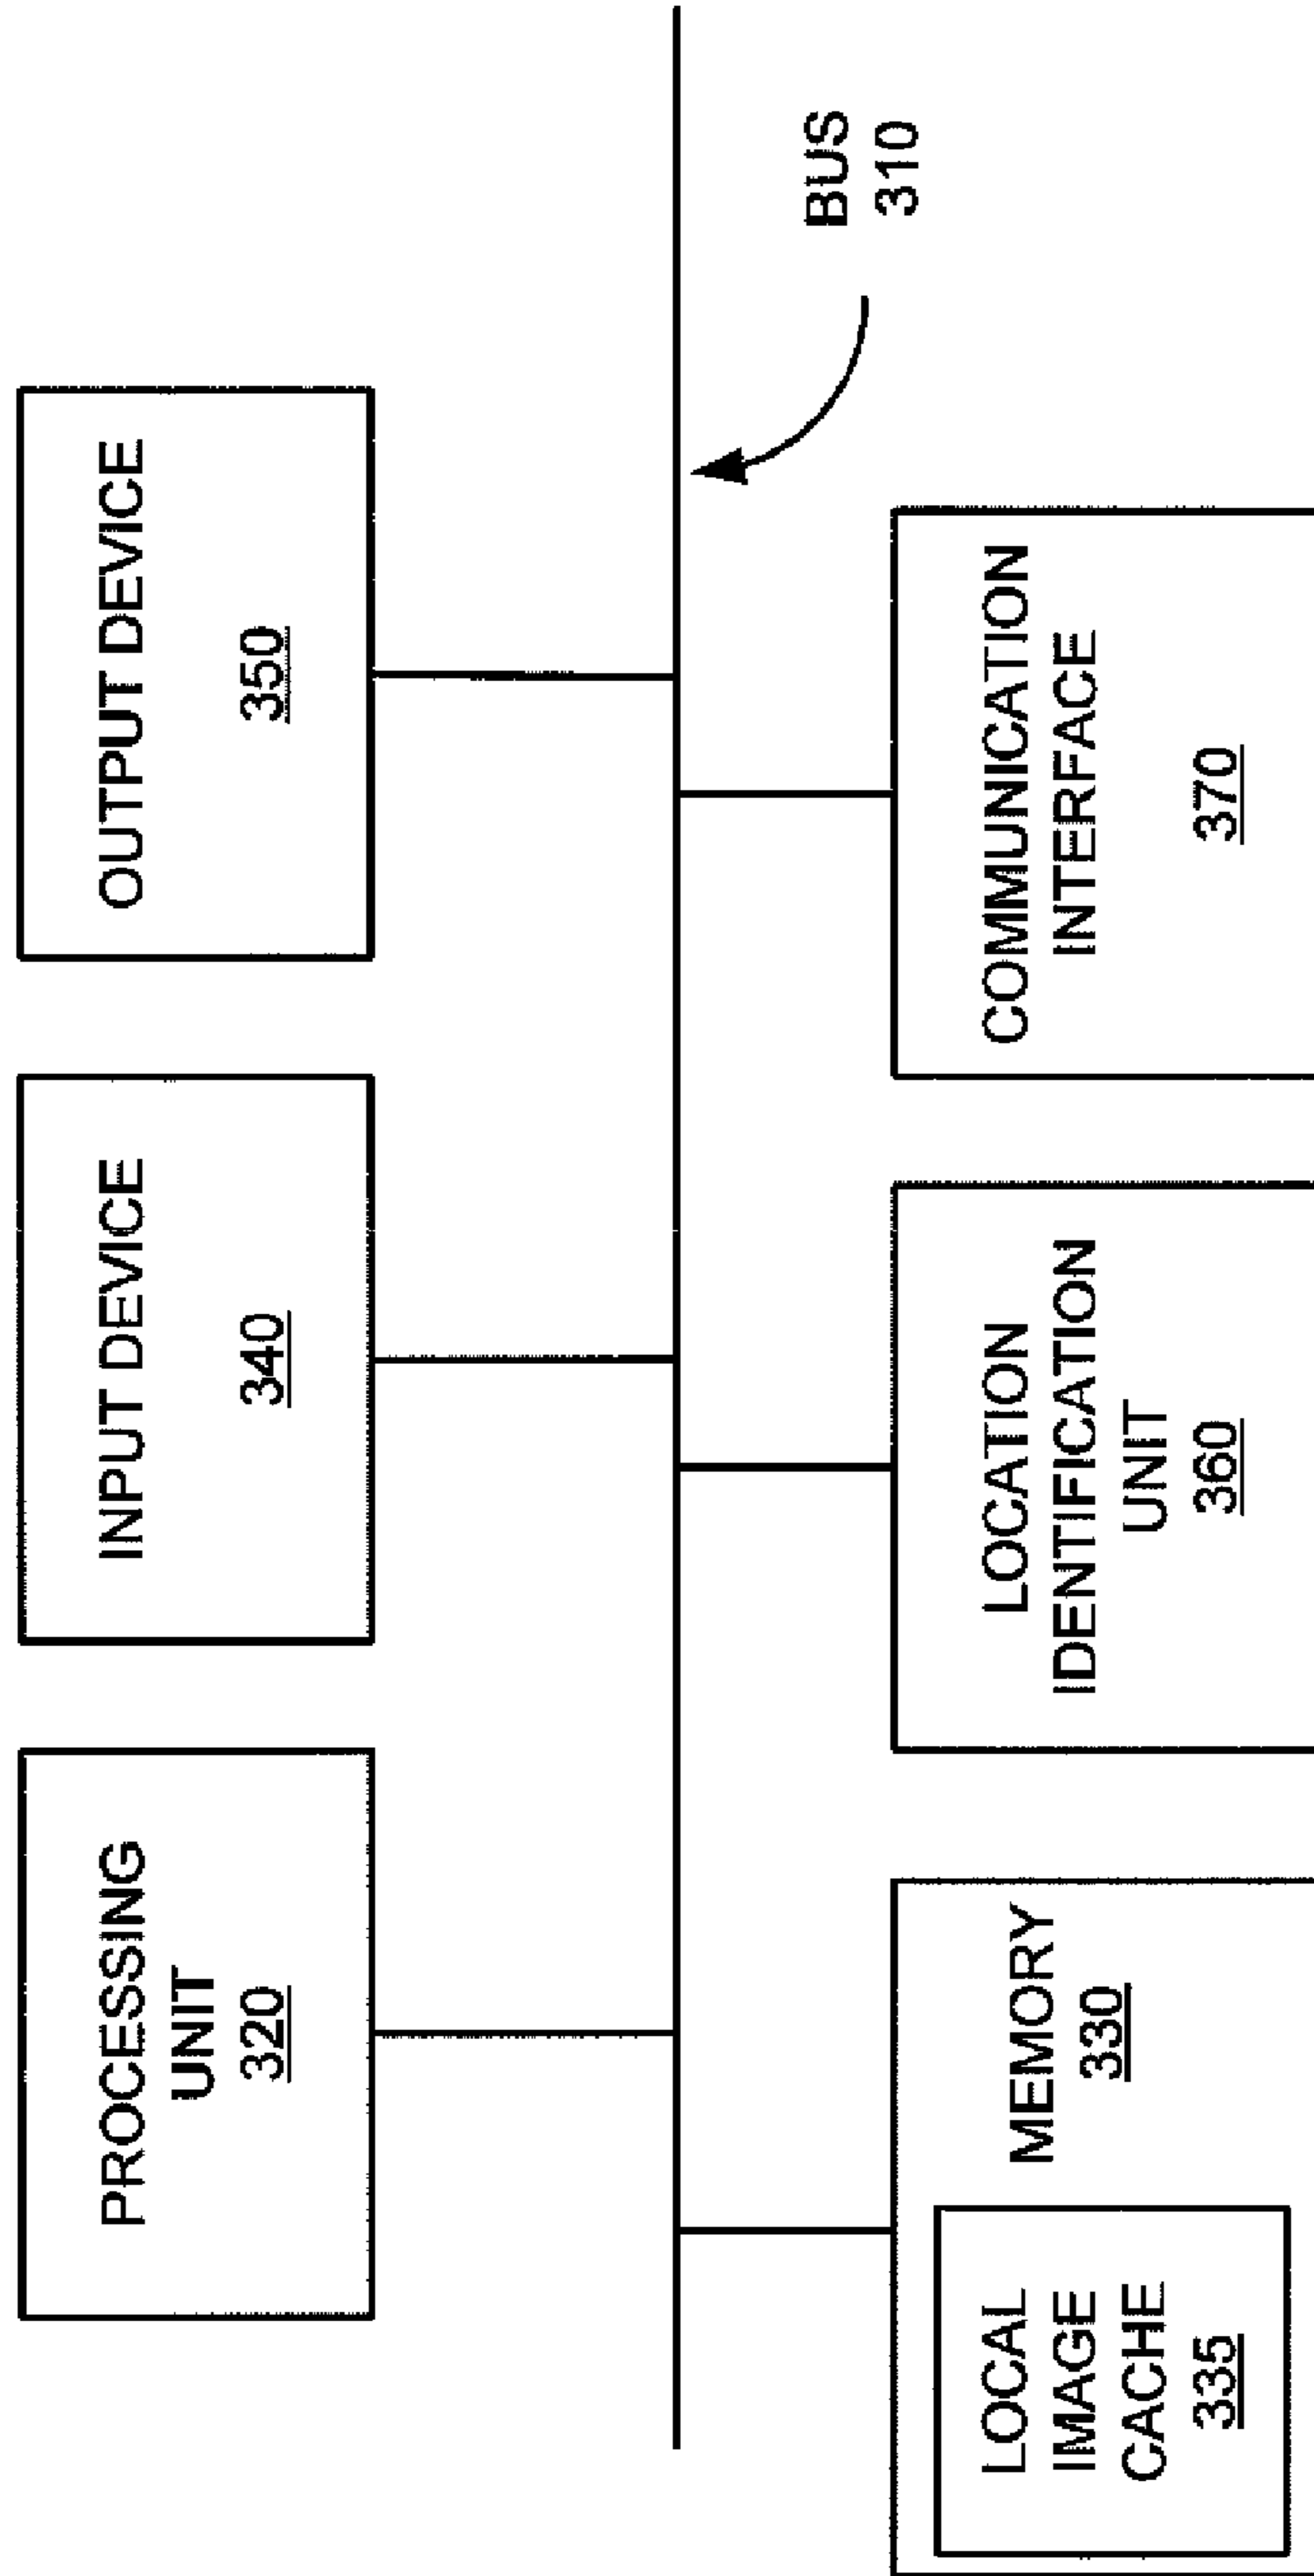 PROCESSING
UNIT
320
INPUT DEVICE
340
OUTPUT DEVICE
350
BUS
310
MEMORY
330
LOCAL
IMAGE
CACHE
335
LOCATION
IDENTIFICATION
UNIT
360
COMMUNICATION
INTERFACE
370